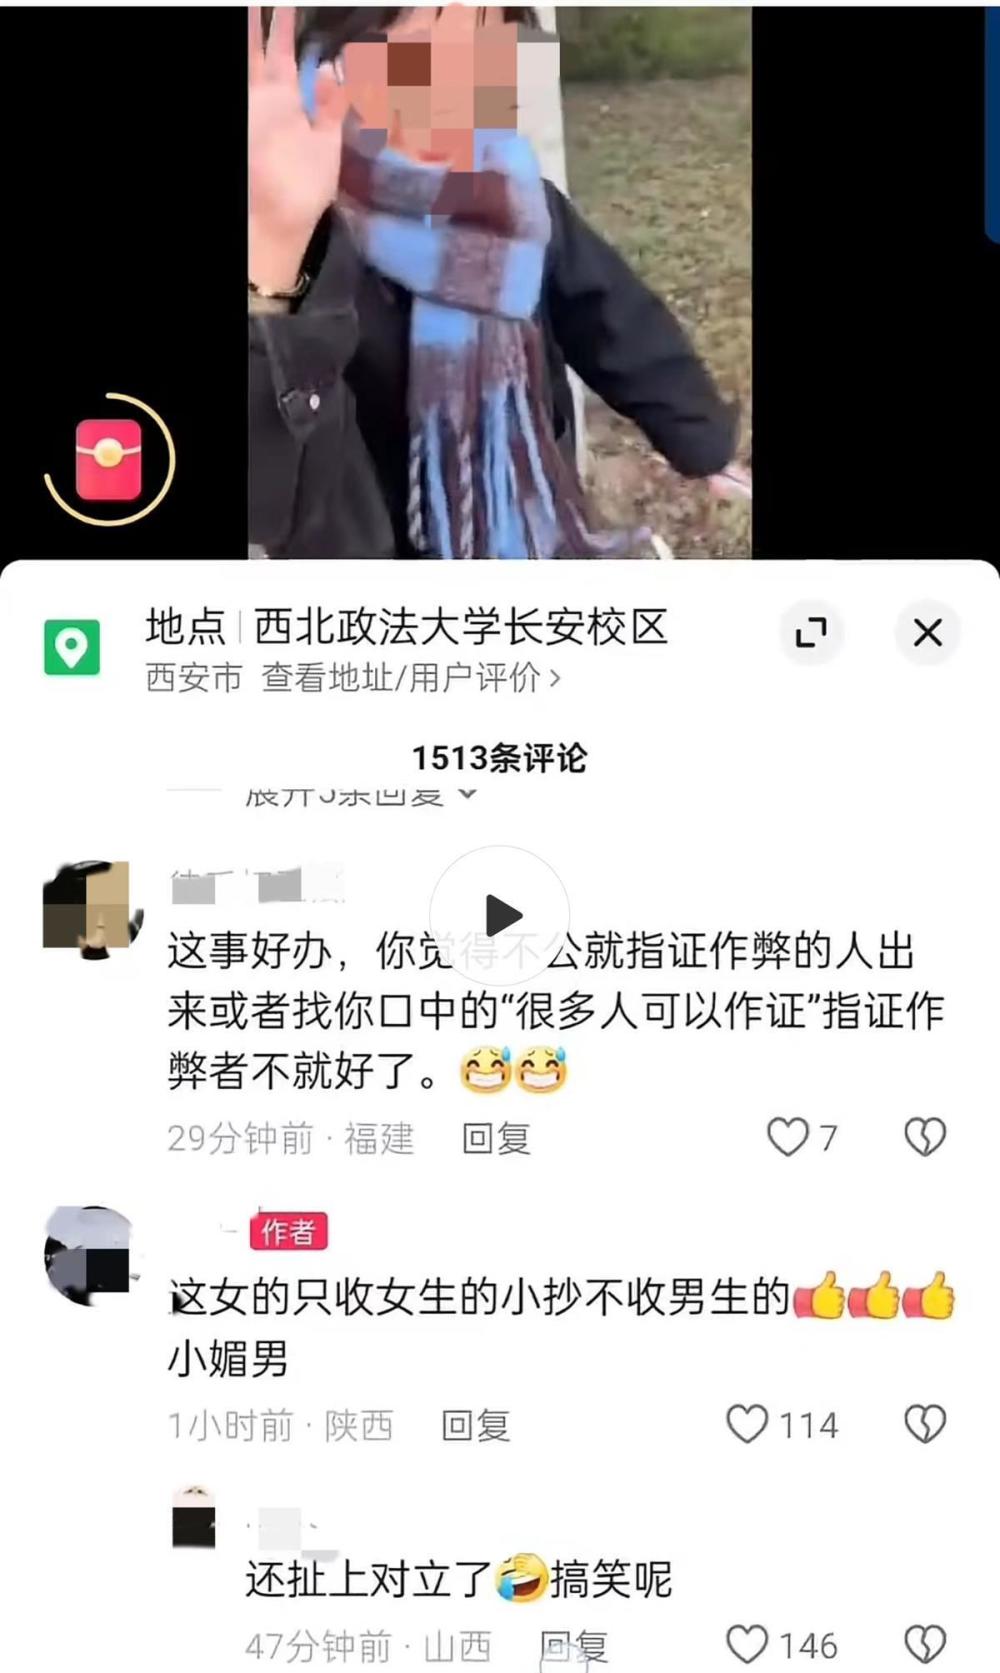 地点 | 西北政法大学长安校区
西安市 查看地址/用户评价 >
1513条评论
展开5条回复
这事好办，你觉得不公就指证作弊的人出
来或者找你口中的“很多人可以作证”指证作
弊者不就好了。
29分钟前 · 福建 回复 7
作者
这女的只收女生的小抄不收男生的
小媚男
1小时前 · 陕西 回复 114
还扯上对立了搞笑呢
47分钟前 · 山西 回复 146